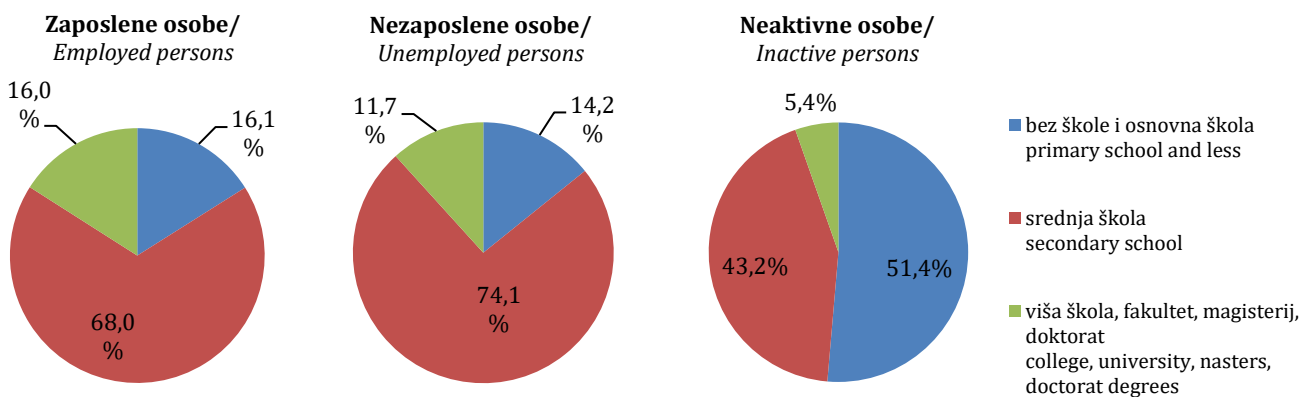 Zaposlene osobe/
Employed persons
16,0
%
16,1
%
68,0
%
Nezaposlene osobe/
Unemployed persons
11,7
%
14,2
%
74,1
%
Neaktivne osobe/
Inactive persons
5,4%
43,2%
51,4%
bez škole i osnovna škola
primary school and less
srednja škola
secondary school
viša škola, fakultet, magisterij,
doktorat
college, university, nasters,
doctorat degrees